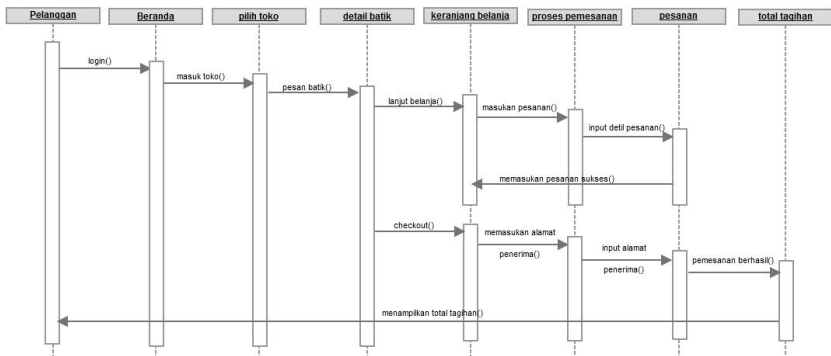 Pelanggan
Beranda
pilih toko
detail batik
keranjang belanja
proses pemesanan
pesanan
total tagihan
login()
masuk toko()
pesan batik()
lanjut belanja()
masukan pesanan()
input detil pesanan()
memasukan pesanan sukses()
checkout()
memasukan alamat
penerima()
input alamat
penerima()
pemesanan berhasil()
menampilkan total tagihan()